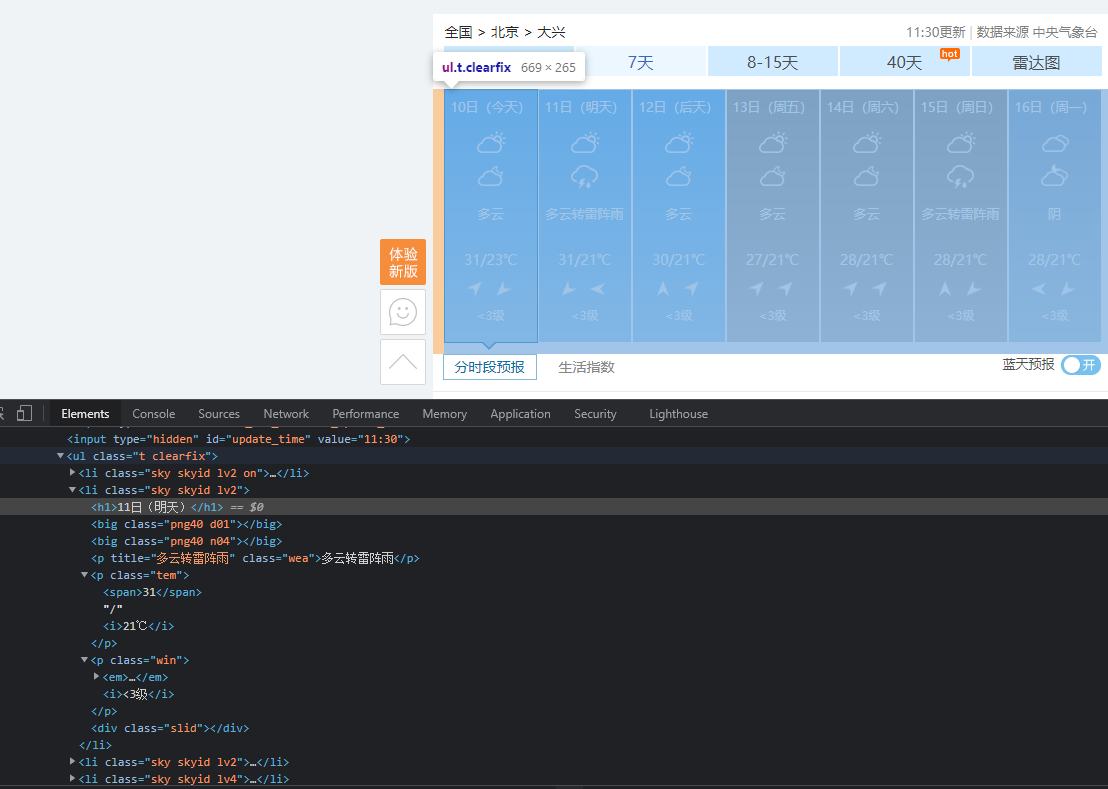 全国 > 北京 > 大兴
11:30更新 | 数据来源 中央气象台
ul.t.clearfix 669 × 265
7天
8-15天
40天
hot
雷达图
10日（今天） 11日（明天） 12日（后天） 13日（周五） 14日（周六） 15日（周日） 16日（周一）
多云 多云转雷阵雨 多云 多云 多云 多云转雷阵雨 阴
31/23℃ 31/21℃ 30/21℃ 27/21℃ 28/21℃ 28/21℃ 28/21℃
<3级 <3级 <3级 <3级 <3级 <3级 <3级
体验
新版
分时段预报 生活指数 蓝天预报 开
Elements Console Sources Network Performance Memory Application Security Lighthouse
<input type="hidden" id="update_time" value="11:30">
<ul class="t clearfix">
<li class="sky skyid lv2 on">…</li>
<li class="sky skyid lv2">
<h1>11日（明天）</h1> == $0
<big class="png40 d01"></big>
<big class="png40 n04"></big>
<p title="多云转雷阵雨" class="wea">多云转雷阵雨</p>
<p class="tem">
<span>31</span>
"/"
<i>21℃</i>
</p>
<p class="win">
<em>…</em>
<i><3级</i>
</p>
<div class="slid"></div>
</li>
<li class="sky skyid lv2">…</li>
<li class="sky skyid lv4">…</li>